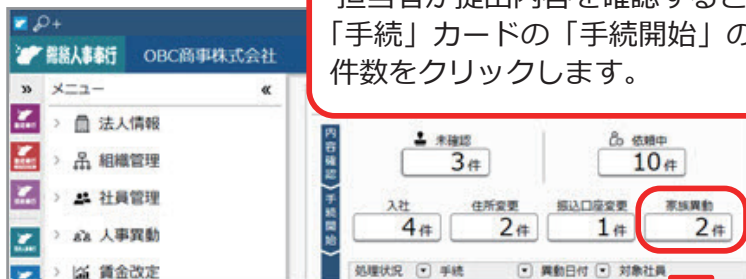 担当者が提出内容を確認すると
「手続」カードの「手続開始」の
件数をクリックします。
総務人事奉行 OBC商事株式会社
メニュー
法人情報
組織管理
社員管理
人事異動
賃金改定
内容確認
未確認
3件
依頼中
10件
手続開始
入社
4件
住所変更
2件
振込口座変更
1件
家族異動
2件
処理状況 手続 異動日付 対象社員